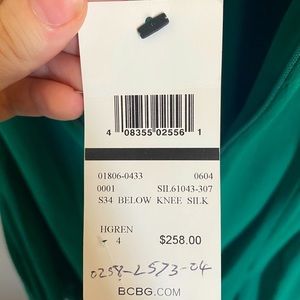 4 08355 02556 1
01806-0433 0604
0001 SIL61043-307
S34 BELOW KNEE SILK
HGREN
4 $258.00
0258-2573-04
BCBG.COM